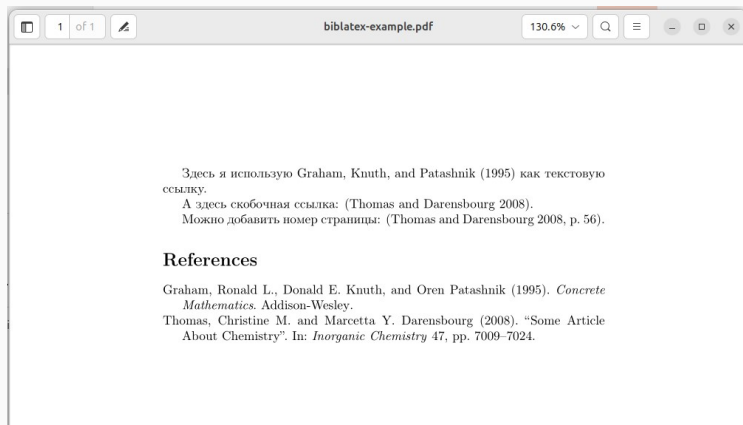 1 of 1
biblatex-example.pdf
130.6%
Здесь я использую Graham, Knuth, and Patashnik (1995) как текстовую
ссылку.
А здесь скобочная ссылка: (Thomas and Darensbourg 2008).
Можно добавить номер страницы: (Thomas and Darensbourg 2008, p. 56).
References
Graham, Ronald L., Donald E. Knuth, and Oren Patashnik (1995). Concrete
Mathematics. Addison-Wesley.
Thomas, Christine M. and Marcetta Y. Darensbourg (2008). “Some Article
About Chemistry”. In: Inorganic Chemistry 47, pp. 7009–7024.